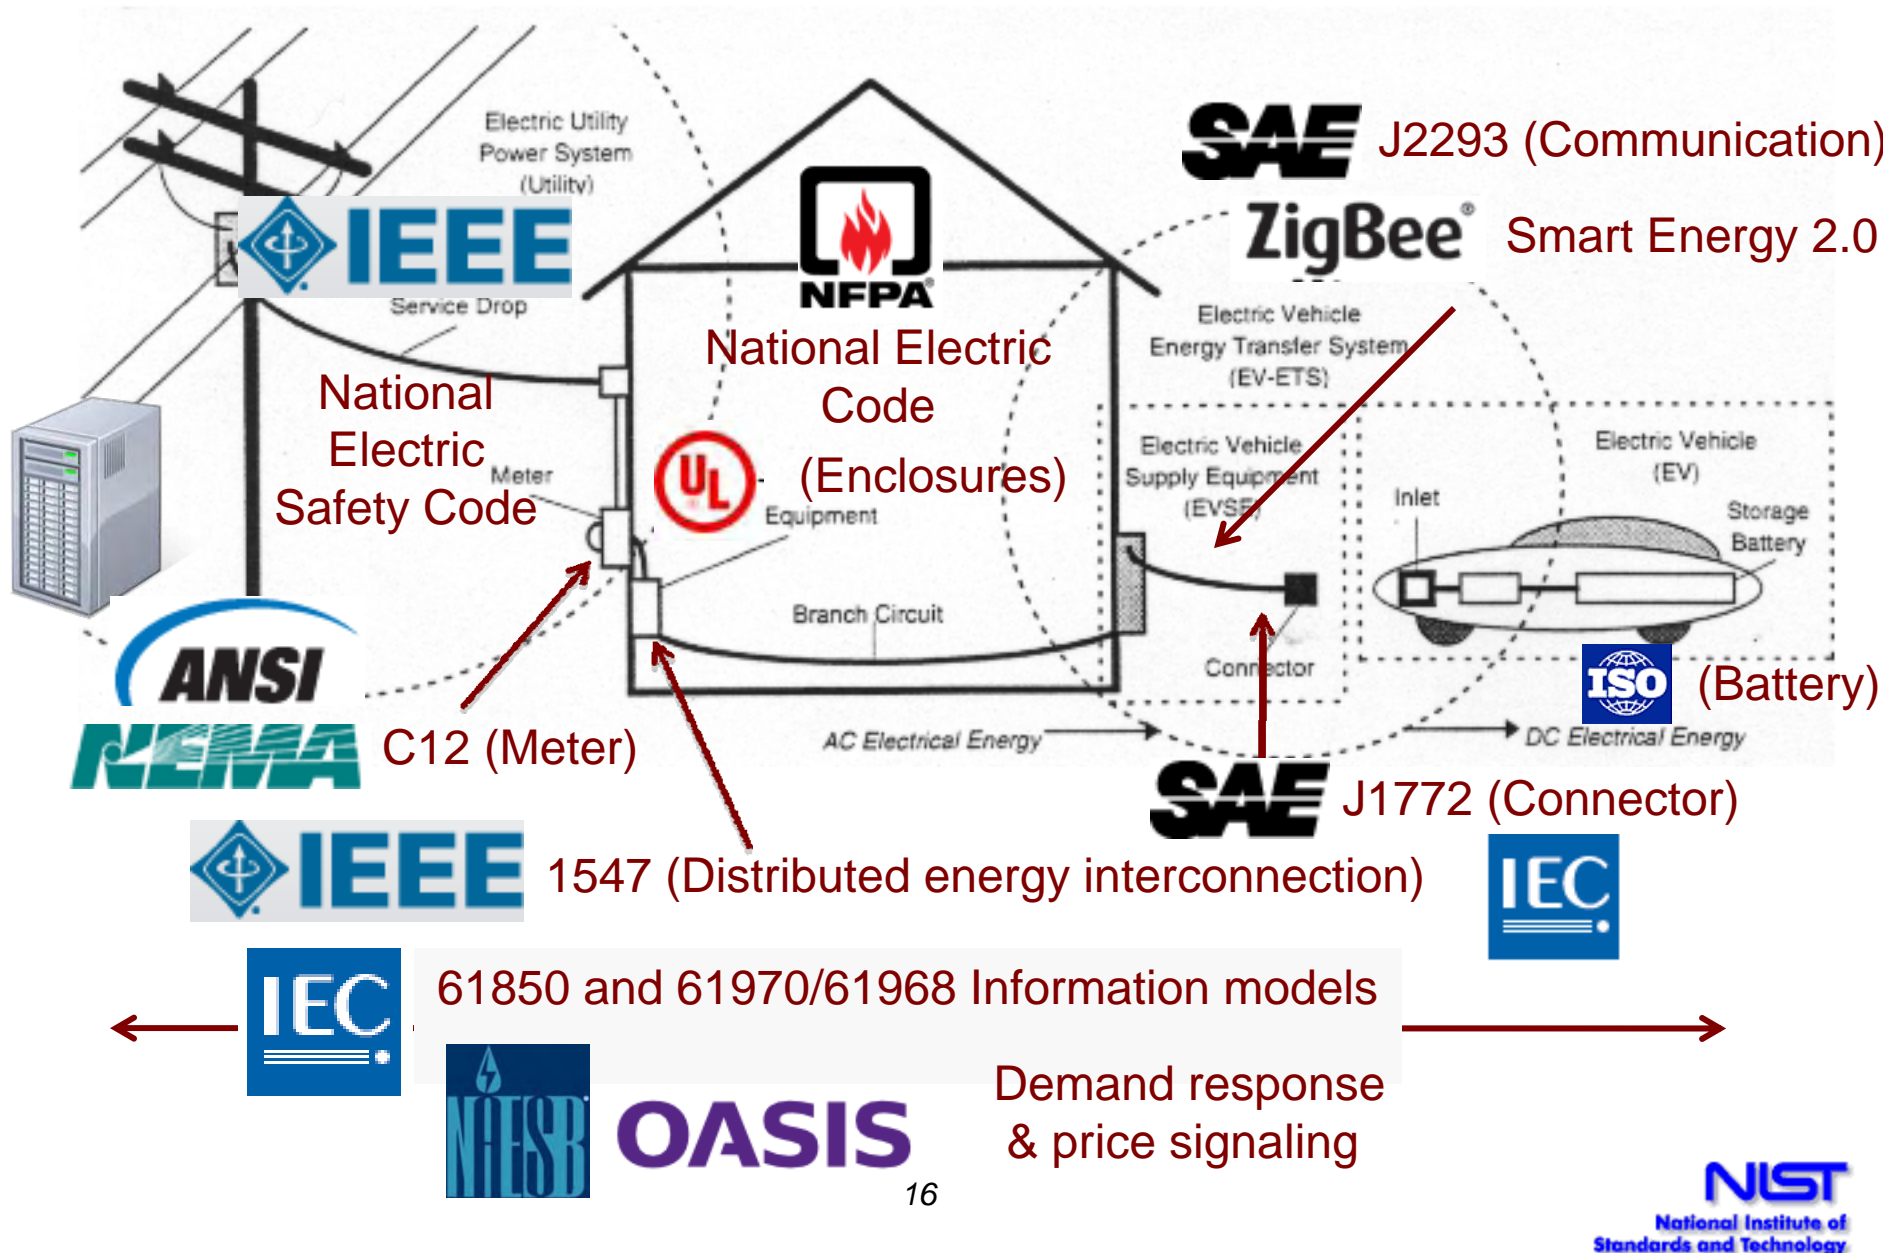 Electric Utility
Power System
(Utility)
IEEE
Service Drop
National
Electric
Safety Code
Meter
NFPA
National Electric
Code
(Enclosures)
UL
Equipment
Branch Circuit
SAE J2293 (Communication)
ZigBee® Smart Energy 2.0
Electric Vehicle
Energy Transfer System
(EV-ETS)
Electric Vehicle
Supply Equipment
(EVSE)
Connector
Electric Vehicle
(EV)
Inlet
Storage
Battery
ISO (Battery)
AC Electrical Energy
DC Electrical Energy
ANSI
NEMA
C12 (Meter)
SAE J1772 (Connector)
IEC
IEEE 1547 (Distributed energy interconnection)
IEC 61850 and 61970/61968 Information models
NAESB OASIS
Demand response
& price signaling
16
NIST
National Institute of
Standards and Technology